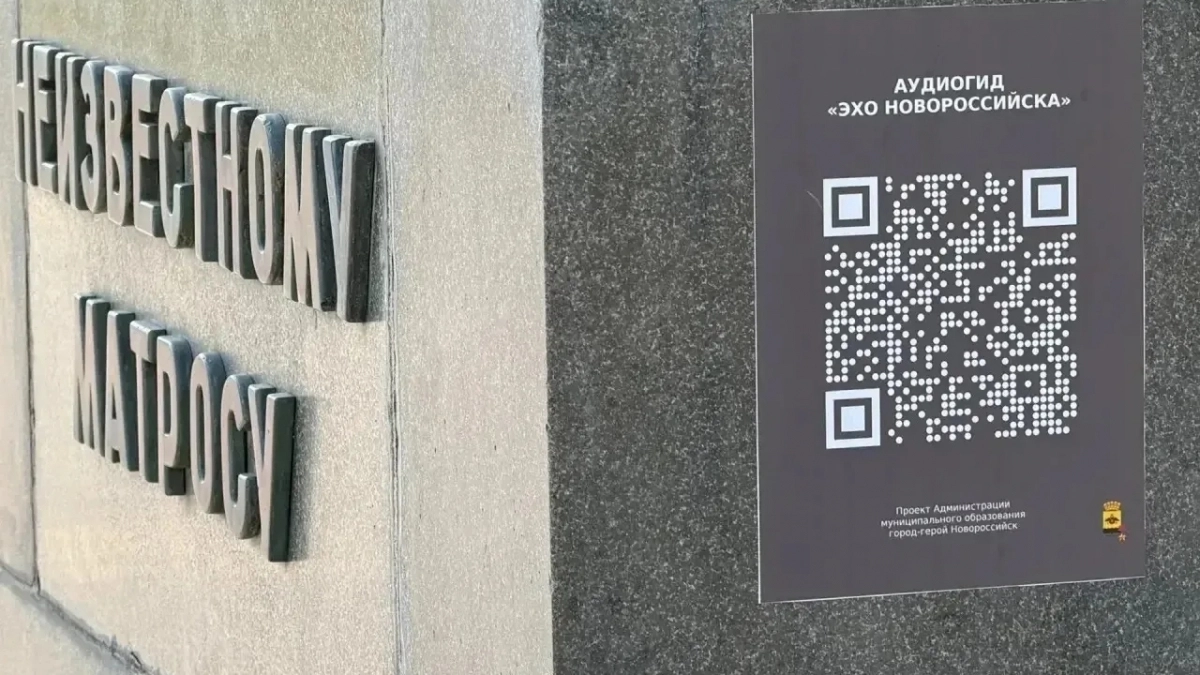 НЕИЗВЕСТНОМУ
МАТРОСУ
АУДИОГИД
«ЭХО НОВОРОССИЙСКА»
Проект Администрации
муниципального образования
город-герой Новороссийск